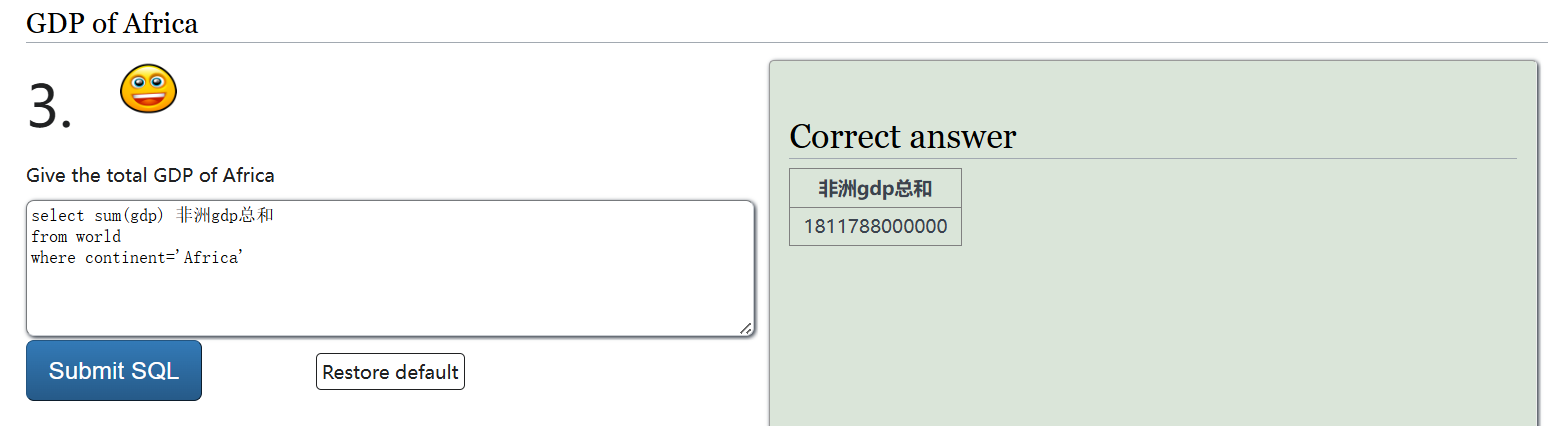 GDP of Africa
3.
Give the total GDP of Africa
select sum(gdp) 非洲gdp总和
from world
where continent='Africa'
Submit SQL
Restore default
Correct answer
非洲gdp总和
1811788000000